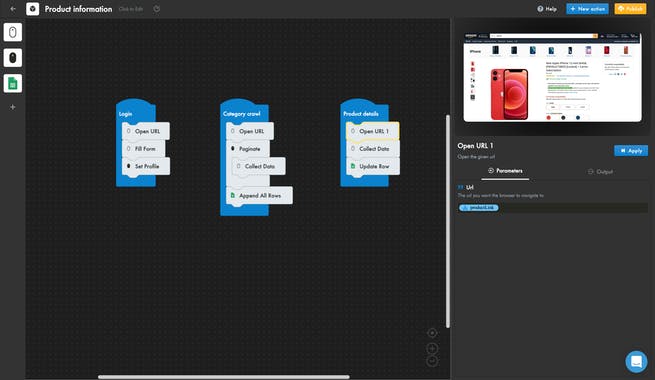 Product information
Click to Edit
Help
New action
Publish
Login
Open URL
Fill Form
Set Profile
Category crawl
Open URL
Paginate
Collect Data
Append All Rows
Product details
Open URL 1
Collect Data
Update Row
iPhone
Open URL 1
Open the given url
Apply
Parameters
Output
Url
The url you want the browser to navigate to
productLink